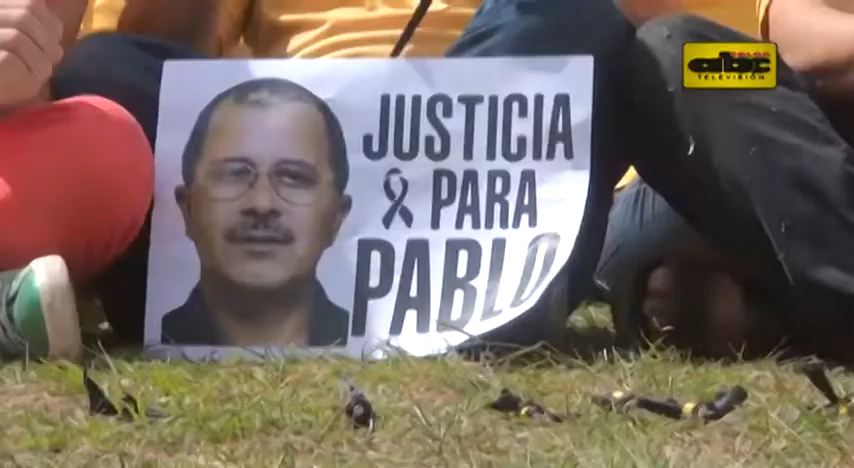 JUSTICIA
PARA
PABLO
abc
TELEVISIÓN